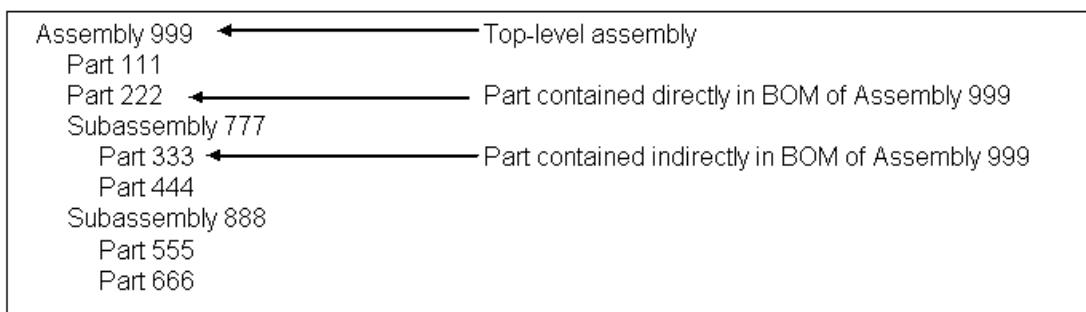 Assembly 999 Top-level assembly
Part 111
Part 222 Part contained directly in BOM of Assembly 999
Subassembly 777
Part 333 Part contained indirectly in BOM of Assembly 999
Part 444
Subassembly 888
Part 555
Part 666